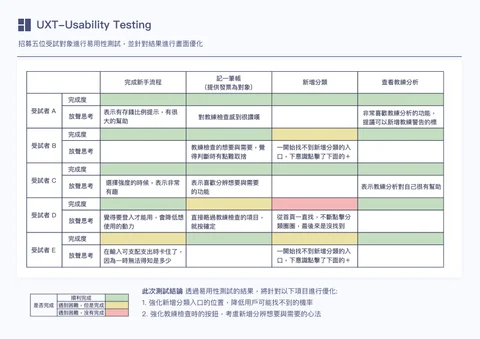 UXT-Usability Testing
招募五位受試對象進行易用性測試，並針對結果進行畫面優化
完成新手流程
記一筆帳
(提供發票為對象)
新增分類
查看教練分析
受試者 A
完成度
放聲思考
表示有存錢比例提示，有很
大的幫助
對教練檢查感到很讚嘆
非常喜歡教練分析的功能，
提議可以新增教練警告的標
受試者 B
完成度
放聲思考
教練檢查的想要與需要，覺
得判斷時有點難取捨
一開始找不到新增分類的入
口，下意識點擊了下面的＋
受試者 C
完成度
放聲思考
選擇強度的時候，表示非常
有趣
表示喜歡分辨想要與需要
的功能
表示教練分析對自己很有幫助
受試者 D
完成度
放聲思考
覺得要登入才能用，會降低想
使用的動力
直接略過教練檢查的項目，
就按確定
從首頁一直找，不斷點擊分
類圈圈，最後來是沒找到
受試者 E
完成度
放聲思考
在輸入可支配支出時卡住了，
因為一時無法得知是多少
一開始找不到新增分類的入
口，下意識點擊了下面的＋
是否完成
順利完成
遇到困難，但是完成
遇到困難，沒有完成
此次測試結論 透過易用性測試的結果，將針對以下項目進行優化:
1. 強化新增分類入口的位置，降低用戶可能找不到的機率
2. 強化教練檢查時的按鈕，考慮新增分辨想要與需要的心法